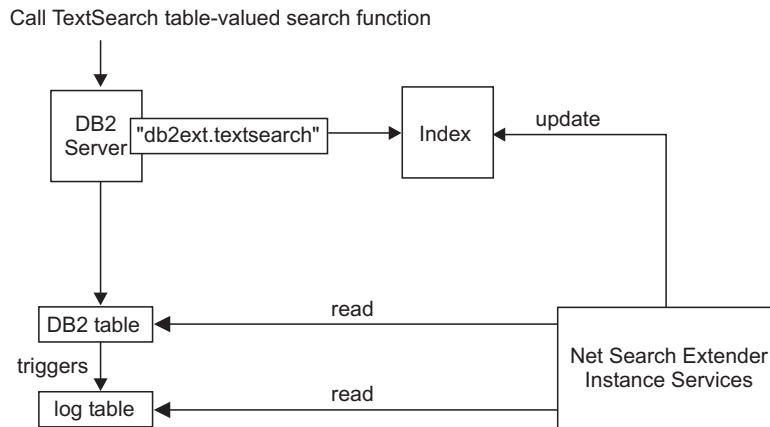 Call TextSearch table-valued search function
DB2
Server
"db2ext.textsearch"
Index
update
DB2 table
read
triggers
Net Search Extender
Instance Services
log table
read